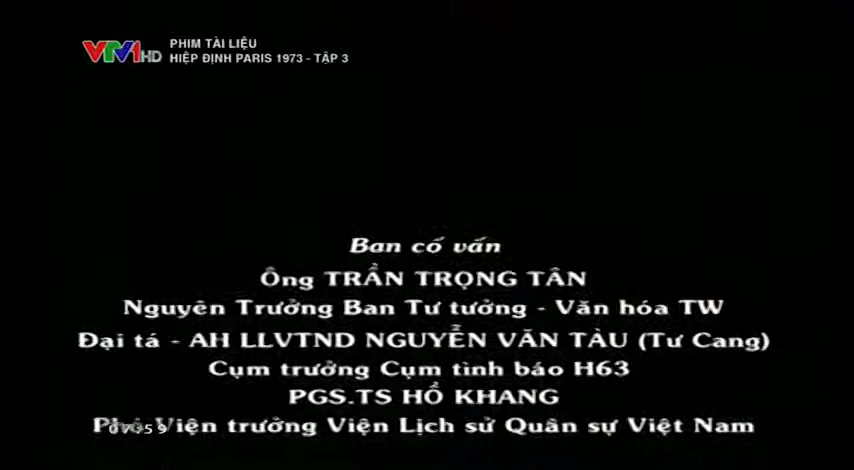 VTV1 HD
PHIM TÀI LIỆU
HIỆP ĐỊNH PARIS 1973 - TẬP 3
Ban cố vấn
Ông TRẦN TRỌNG TÂN
Nguyên Trưởng Ban Tư tưởng - Văn hóa TW
Đại tá - AH LLVTND NGUYỄN VĂN TÀU (Tư Cang)
Cụm trưởng Cụm tình báo H63
PGS.TS HỒ KHANG
Phó Viện trưởng Viện Lịch sử Quân sự Việt Nam
07:59